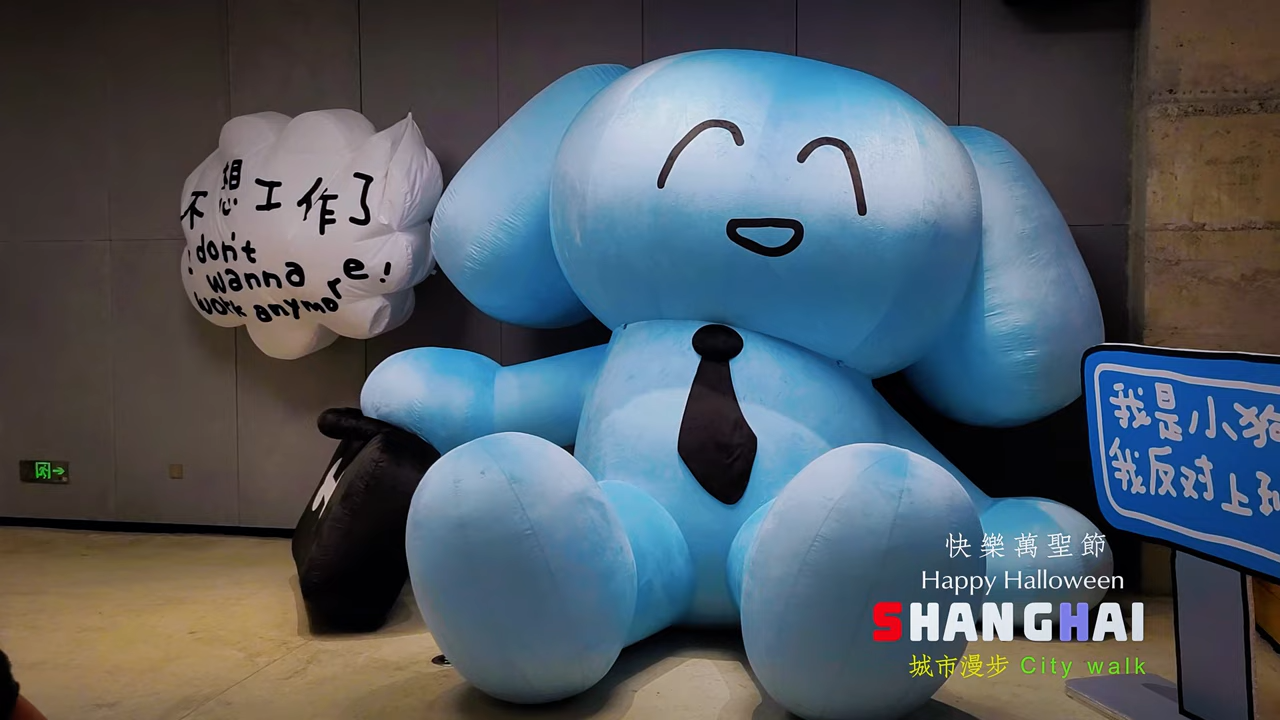 不想工作了
I don't
wanna
work anymore!
我是小狗
我反对上
快樂萬聖節
Happy Halloween
SHANGHAI
城市漫步 City walk